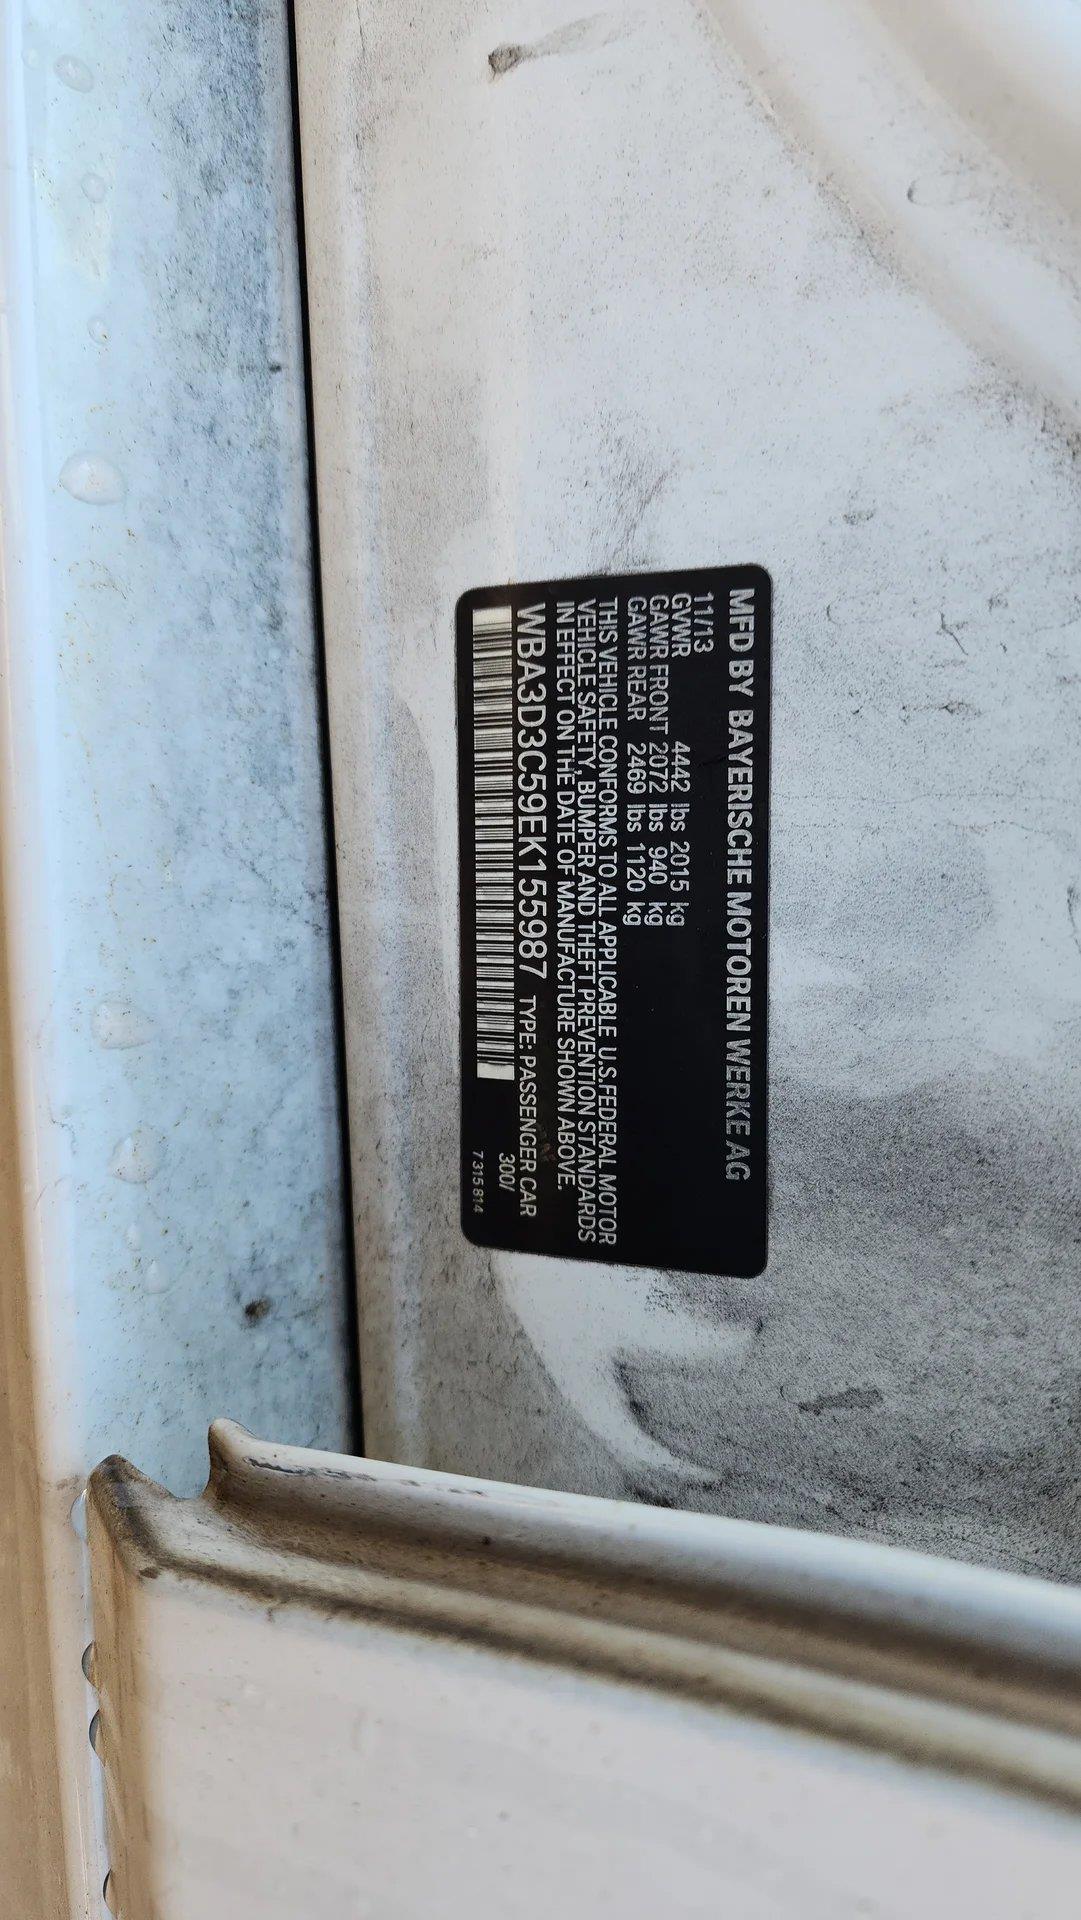 MFD BY BAYERISCHE MOTOREN WERKE AG
11/13
GVWR 4442 lbs 2015 kg
GAWR FRONT 2072 lbs 940 kg
GAWR REAR 2469 lbs 1120 kg
THIS VEHICLE CONFORMS TO ALL APPLICABLE U.S.FEDERAL MOTOR
VEHICLE SAFETY, BUMPER AND THEFT PREVENTION STANDARDS
IN EFFECT ON THE DATE OF MANUFACTURE SHOWN ABOVE.
WBA3D3C59EK155987 TYPE: PASSENGER CAR
300/
7 315 814